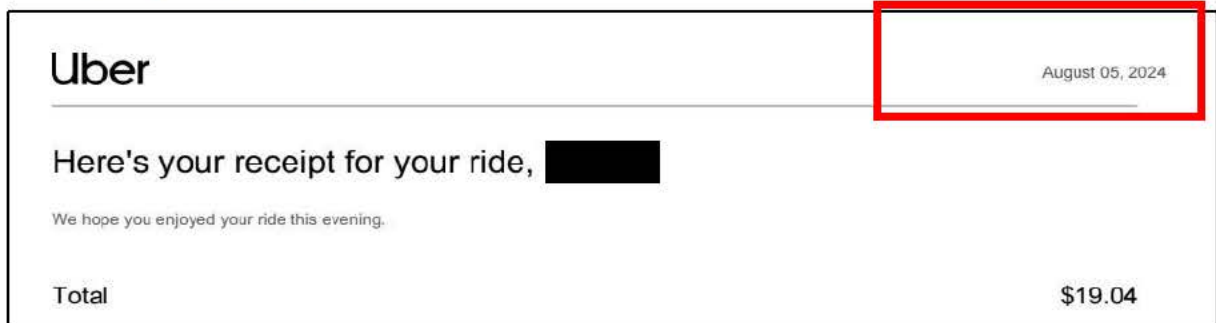 Uber
August 05, 2024
Here's your receipt for your ride,
We hope you enjoyed your ride this evening.
Total $19.04